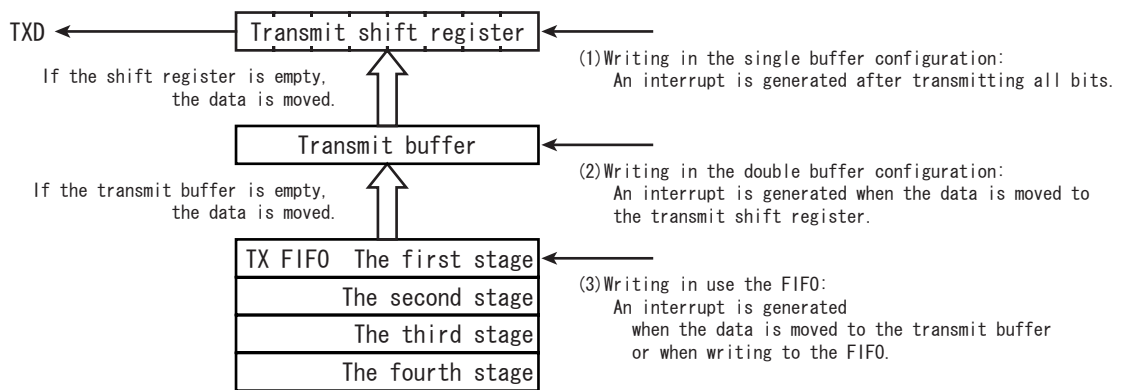 TXD
Transmit shift register
(1)Writing in the single buffer configuration:
An interrupt is generated after transmitting all bits.
If the shift register is empty,
the data is moved.
Transmit buffer
(2)Writing in the double buffer configuration:
An interrupt is generated when the data is moved to
the transmit shift register.
If the transmit buffer is empty,
the data is moved.
TX FIFO The first stage
The second stage
The third stage
The fourth stage
(3)Writing in use the FIFO:
An interrupt is generated
when the data is moved to the transmit buffer
or when writing to the FIFO.